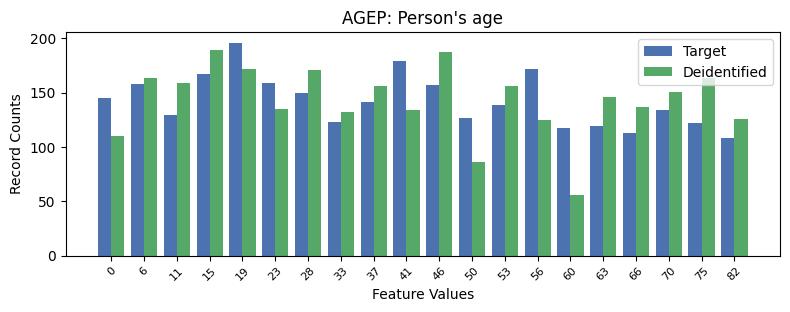 AGEP: Person's age
Record Counts
200
150
100
50
0
Target
Deidentified
0 6 11 15 19 23 28 33 37 41 46 50 53 56 60 63 66 70 75 82
Feature Values